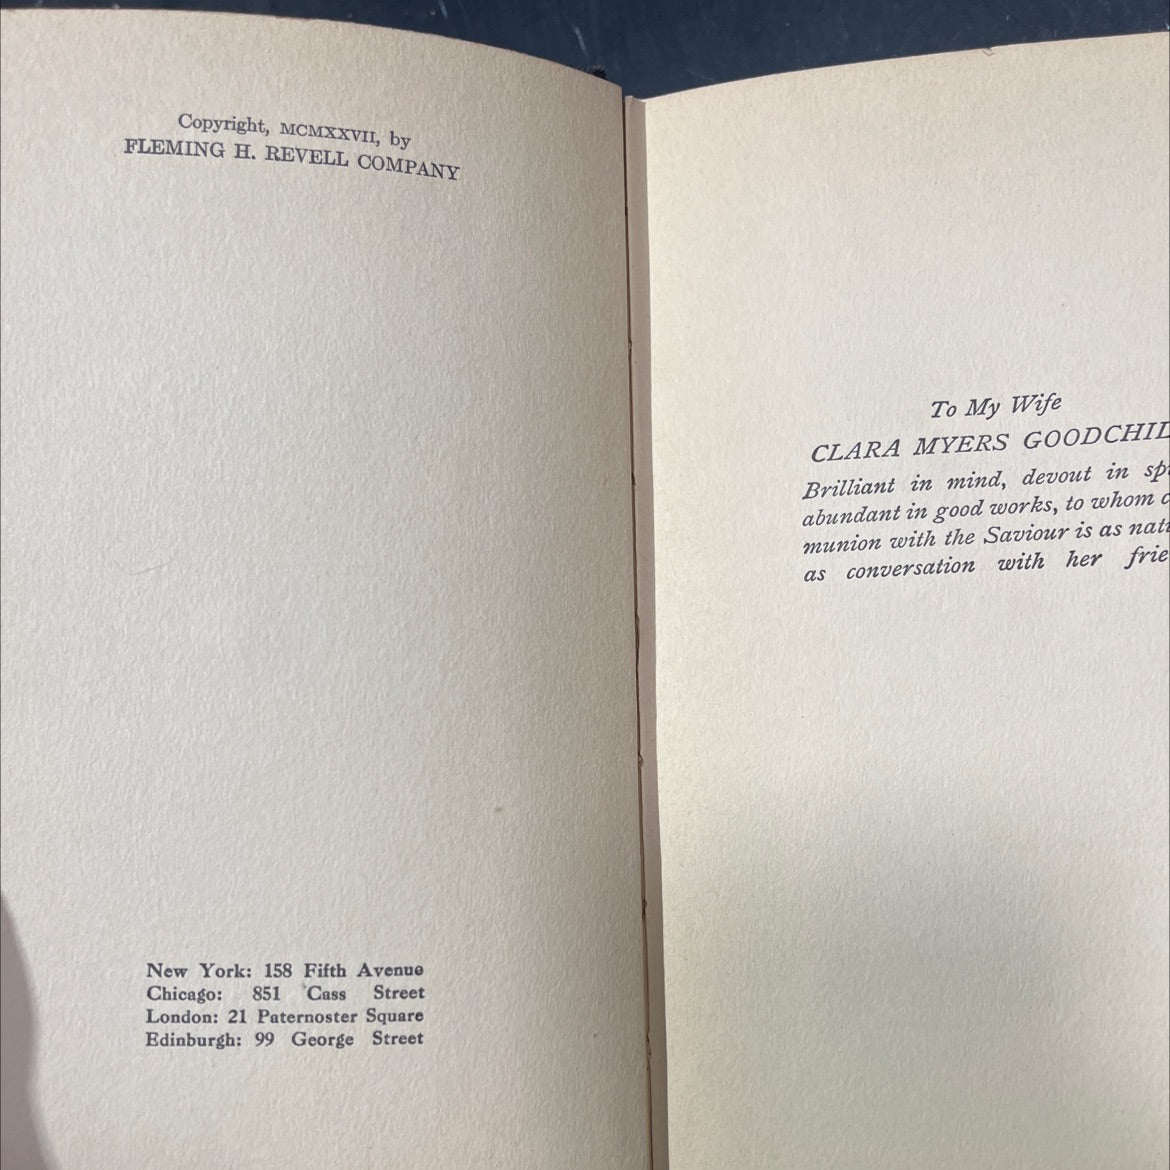 Copyright, MCMXXVII, by
FLEMING H. REVELL COMPANY
New York: 158 Fifth Avenue
Chicago: 851 Cass Street
London: 21 Paternoster Square
Edinburgh: 99 George Street
To My Wife
CLARA MYERS GOODCHIL
Brilliant in mind, devout in
abundant in good works, to whom
munion with the Saviour is as
as conversation with her